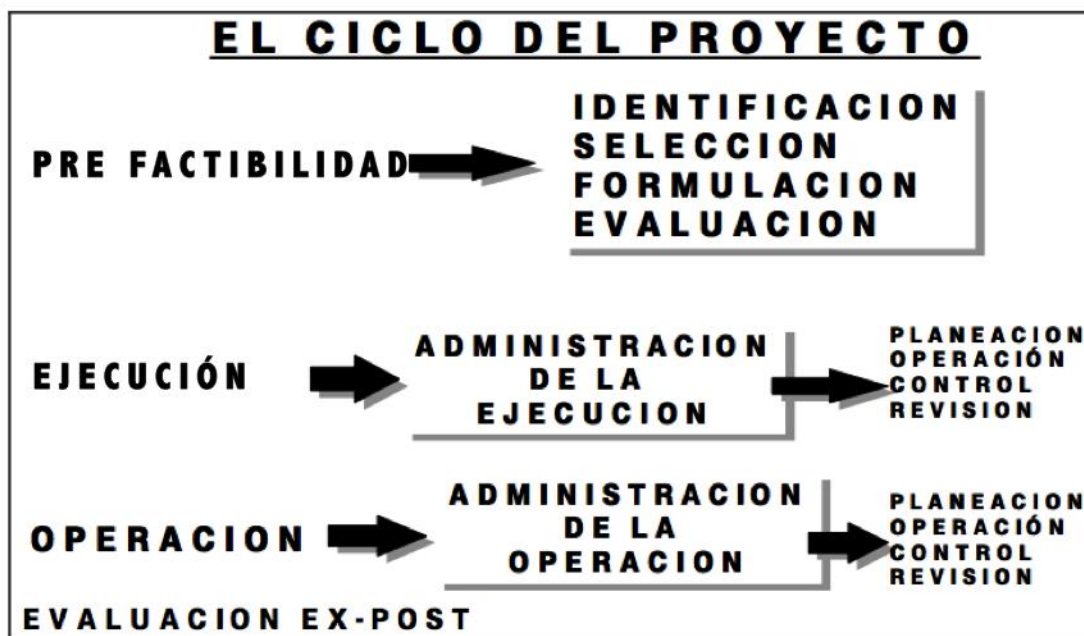 EL CICLO DEL PROYECTO
PRE FACTIBILIDAD
IDENTIFICACION
SELECCION
FORMULACION
EVALUACION
EJECUCIÓN
ADMINISTRACION
DE LA
EJECUCION
PLANEACION
OPERACIÓN
CONTROL
REVISION
OPERACION
ADMINISTRACION
DE LA
OPERACION
PLANEACION
OPERACIÓN
CONTROL
REVISION
EVALUACION EX-POST